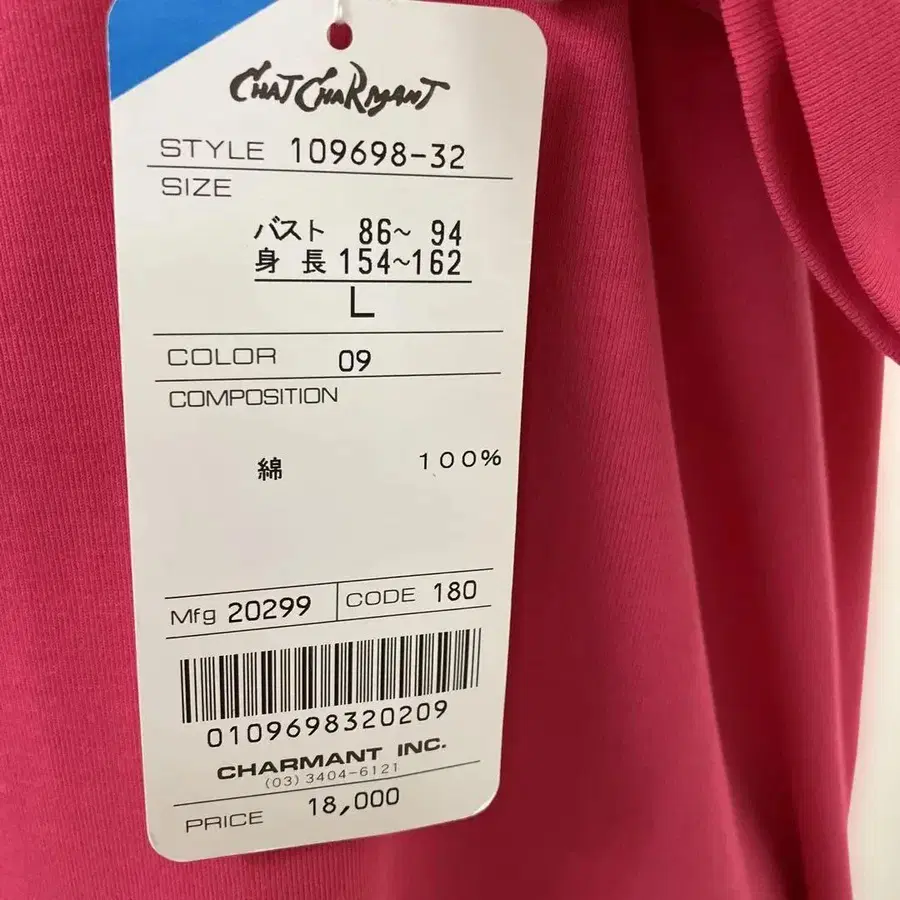 CHAT CHARMANT
STYLE 109698-32
SIZE
バスト 86~ 94
身 長 154~162
L
COLOR 09
COMPOSITION
綿 100%
Mfg 20299 CODE 180
0109698320209
CHARMANT INC.
(03) 3404-6121
PRICE 18,000